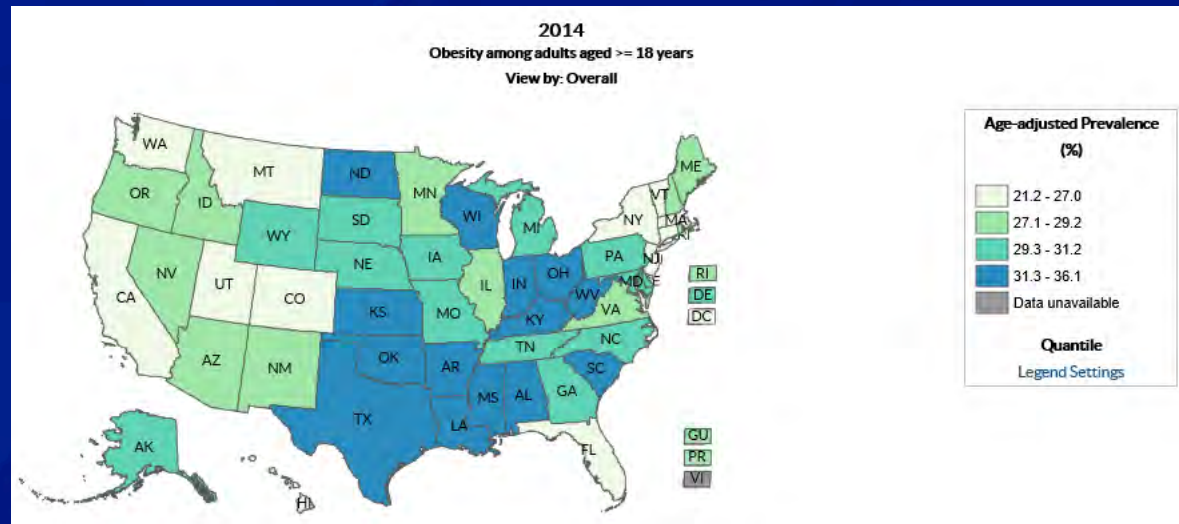 2014
Obesity among adults aged >= 18 years
View by: Overall
WA
MT
ND
MN
ME
VT
OR
ID
WI
NY
MA
SD
MI
WY
RI
IA
PA
NE
NJ
NV
OH
RI
IL
IN
MD
E
UT
DE
CO
WV
CA
VA
KS
MO
DC
KY
NC
TN
AZ
OK
NM
AR
SC
MS
AL
GA
TX
LA
GU
AK
FL
PR
VI
HI
Age-adjusted Prevalence
(%)
21.2 - 27.0
27.1 - 29.2
29.3 - 31.2
31.3 - 36.1
Data unavailable
Quantile
Legend Settings